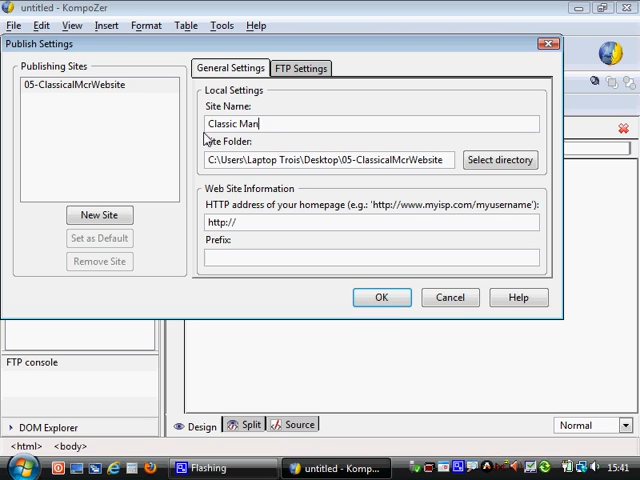 untitled - KompoZer
File Edit View Insert Format Table Tools Help
Publish Settings
Publishing Sites
05-ClassicalMcrWebsite
New Site
Set as Default
Remove Site
General Settings
FTP Settings
Local Settings
Site Name:
Classic Man
Site Folder:
C:\Users\Laptop Trois\Desktop\05-ClassicalMcrWebsite
Select directory
Web Site Information
HTTP address of your homepage (e.g.: 'http://www.myisp.com/myusername'):
http://
Prefix:
OK
Cancel
Help
FTP console
DOM Explorer
Design
Split
Source
Normal
<html> <body>
Flashing
untitled - Kompo...
15:41